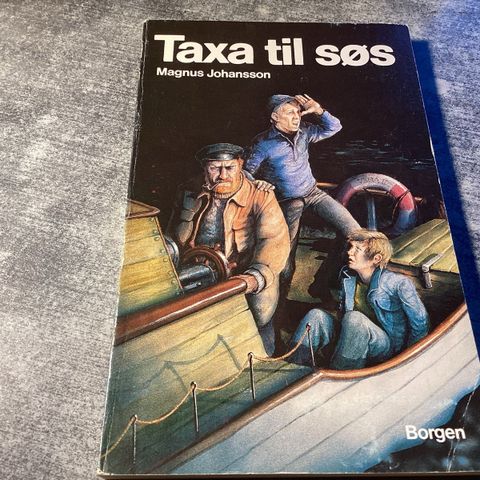 Taxa til søs
Magnus Johansson
Borgen